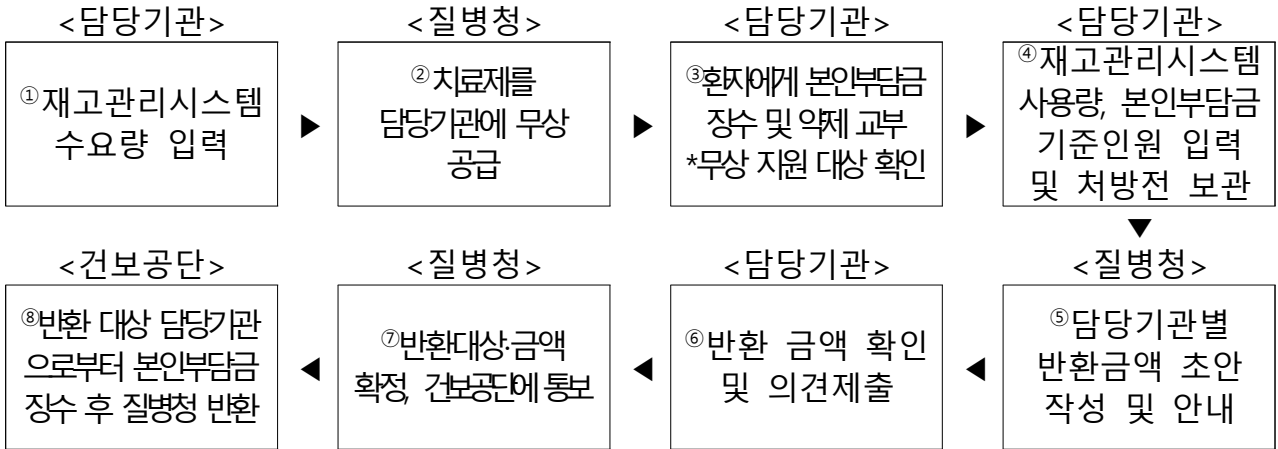 <담당기관>
①재고관리시스템
수요량 입력
▶
<질병청>
②치료제를
담당기관에 무상
공급
▶
<담당기관>
③환자에게 본인부담금
징수 및 약제 교부
*무상 지원 대상 확인
▶
<담당기관>
④재고관리시스템
사용량, 본인부담금
기준인원 입력
및 처방전 보관
▼
<질병청>
⑤담당기관별
반환금액 초안
작성 및 안내
◀
<담당기관>
⑥반환 금액 확인
및 의견제출
◀
<질병청>
⑦반환대상·금액
확정, 건보공단에 통보
◀
<건보공단>
⑧반환 대상 담당기관
으로부터 본인부담금
징수 후 질병청 반환